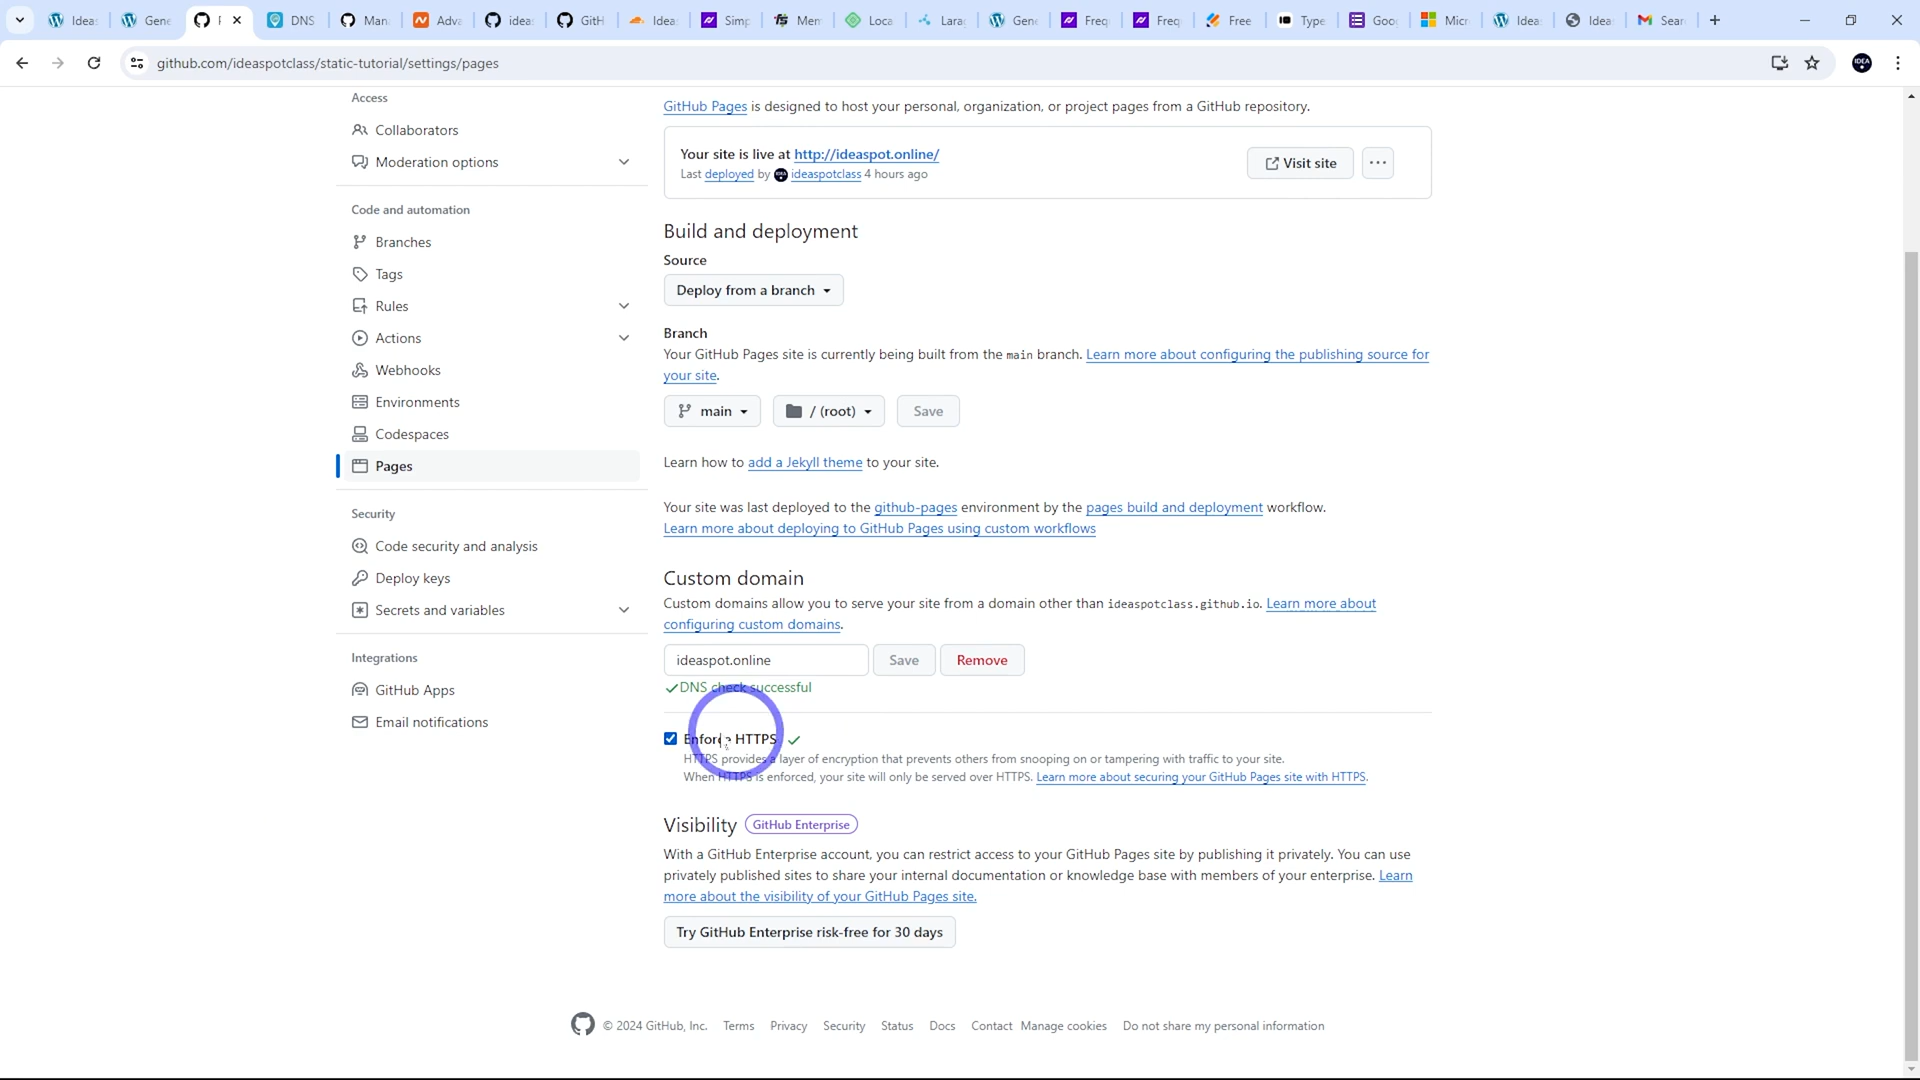 Ideas
Gene
F
DNS
Man
Adva
ideas
GitH
Ideas
Simp
Mem
Loca
Larac
Gene
Freq
Freq
Free
Type
Goo
Micr
Ideas
Ideas
Sear
github.com/ideaspotclass/static-tutorial/settings/pages
IDEA
Access
Collaborators
Moderation options
Code and automation
Branches
Tags
Rules
Actions
Webhooks
Environments
Codespaces
Pages
Security
Code security and analysis
Deploy keys
Secrets and variables
Integrations
GitHub Apps
Email notifications
GitHub Pages is designed to host your personal, organization, or project pages from a GitHub repository.
Your site is live at http://ideaspot.online/
Last deployed by ideaspotclass 4 hours ago
Visit site
Build and deployment
Source
Deploy from a branch
Branch
Your GitHub Pages site is currently being built from the main branch. Learn more about configuring the publishing source for
your site.
main
/ (root)
Save
Learn how to add a Jekyll theme to your site.
Your site was last deployed to the github-pages environment by the pages build and deployment workflow.
Learn more about deploying to GitHub Pages using custom workflows
Custom domain
Custom domains allow you to serve your site from a domain other than ideaspotclass.github.io. Learn more about
configuring custom domains.
ideaspot.online
Save
Remove
DNS check successful
Enforce HTTPS
HTTPS provides a layer of encryption that prevents others from snooping on or tampering with traffic to your site.
When HTTPS is enforced, your site will only be served over HTTPS. Learn more about securing your GitHub Pages site with HTTPS.
Visibility GitHub Enterprise
With a GitHub Enterprise account, you can restrict access to your GitHub Pages site by publishing it privately. You can use
privately published sites to share your internal documentation or knowledge base with members of your enterprise. Learn
more about the visibility of your GitHub Pages site.
Try GitHub Enterprise risk-free for 30 days
© 2024 GitHub, Inc. Terms Privacy Security Status Docs Contact Manage cookies Do not share my personal information